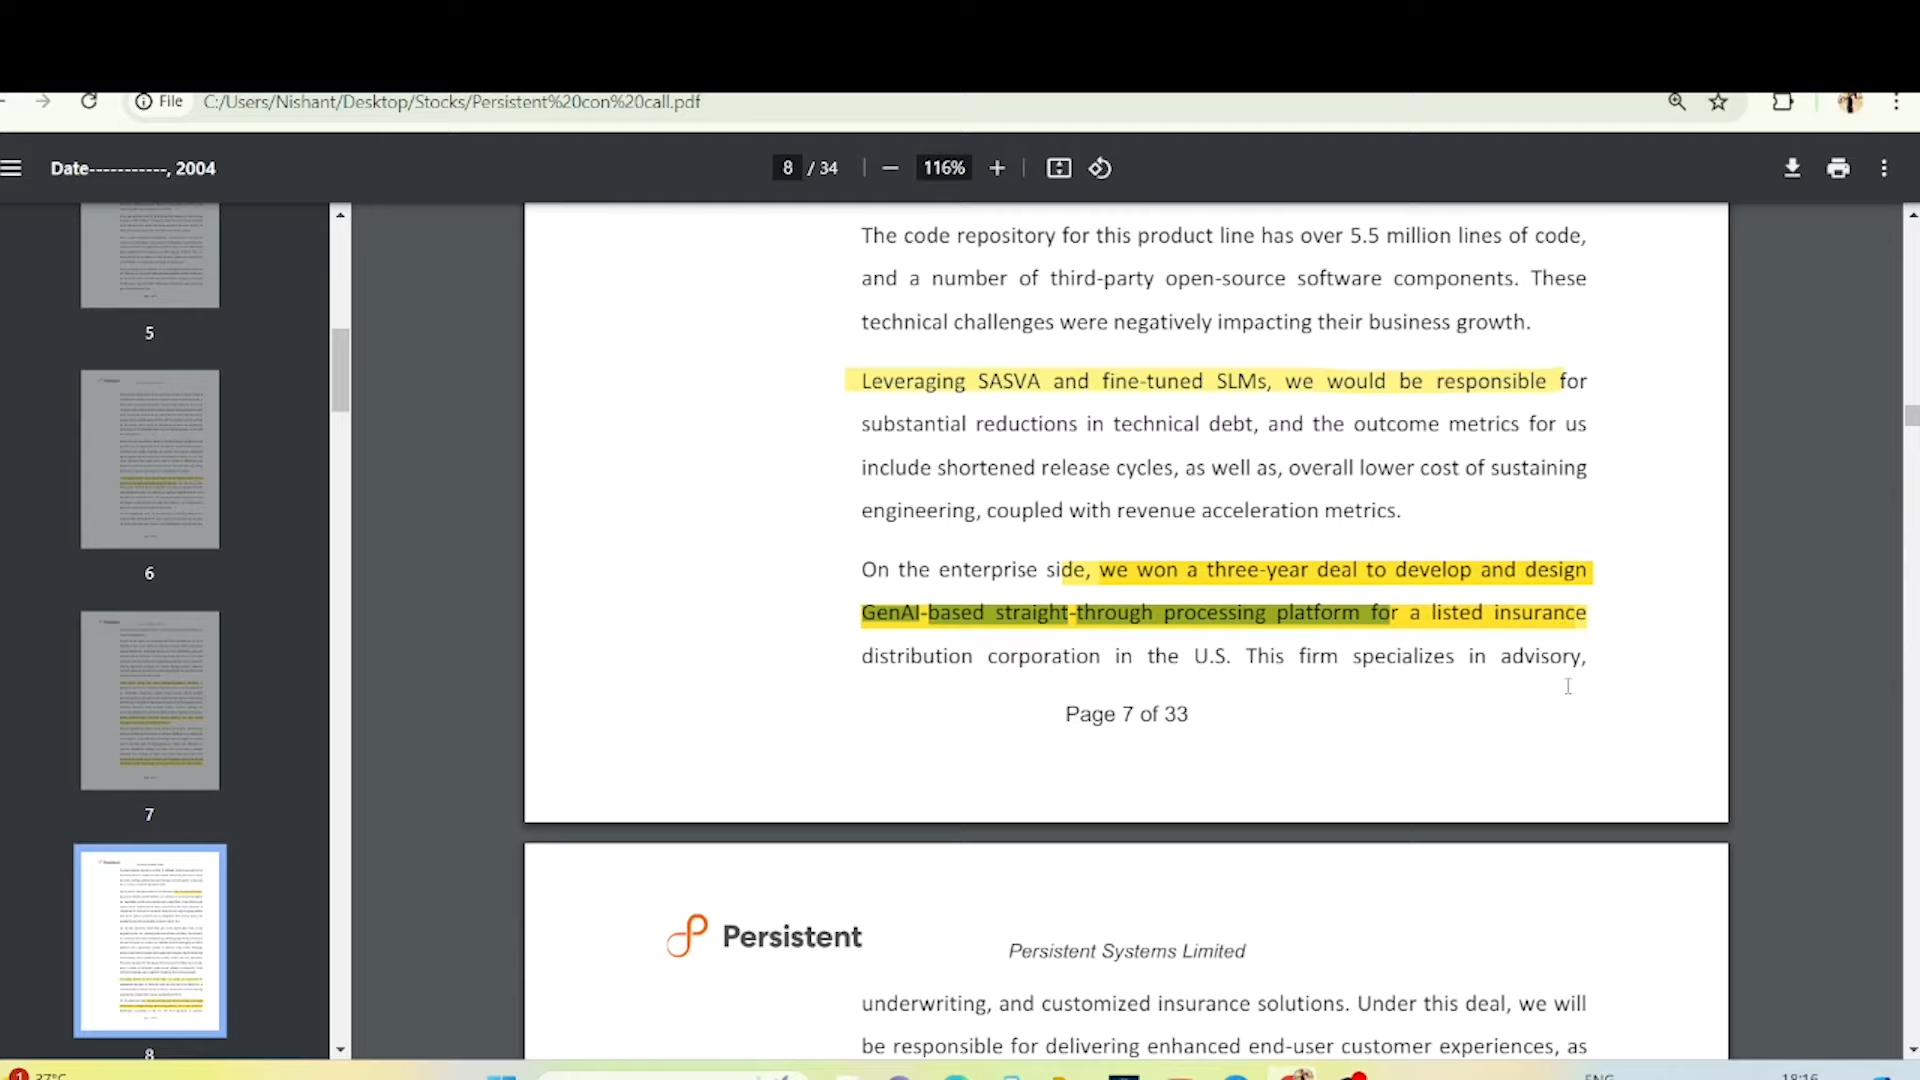 File C:/Users/Nishant/Desktop/Stocks/Persistent%20con%20call.pdf
Date-----------, 2004
8 / 34
116%
5
6
7
8
The code repository for this product line has over 5.5 million lines of code,
and a number of third-party open-source software components. These
technical challenges were negatively impacting their business growth.
Leveraging SASVA and fine-tuned SLMs, we would be responsible for
substantial reductions in technical debt, and the outcome metrics for us
include shortened release cycles, as well as, overall lower cost of sustaining
engineering, coupled with revenue acceleration metrics.
On the enterprise side, we won a three-year deal to develop and design
GenAI-based straight-through processing platform for a listed insurance
distribution corporation in the U.S. This firm specializes in advisory,
Page 7 of 33
Persistent
Persistent Systems Limited
underwriting, and customized insurance solutions. Under this deal, we will
be responsible for delivering enhanced end-user customer experiences, as
1
37°C
ENG
18:16